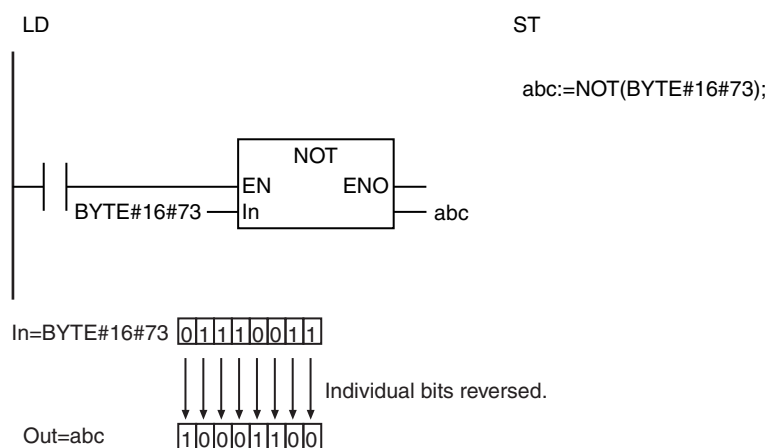 LD
ST
abc:=NOT(BYTE#16#73);
NOT
EN ENO
BYTE#16#73 In abc
In=BYTE#16#73 0 1 1 1 0 0 1 1
Individual bits reversed.
Out=abc 1 0 0 0 1 1 0 0